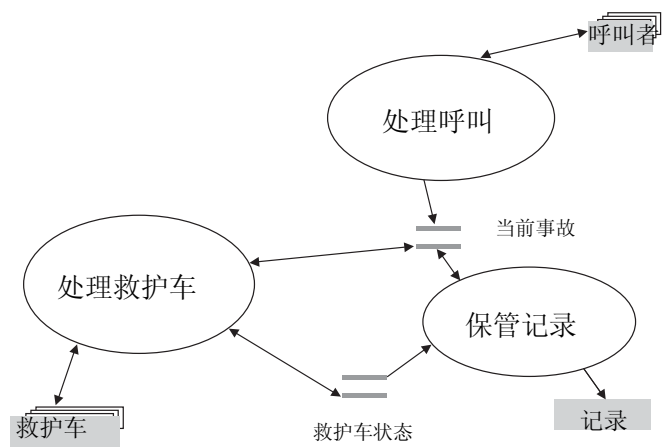 呼叫者
处理呼叫
当前事故
处理救护车
保管记录
救护车
救护车状态
记录